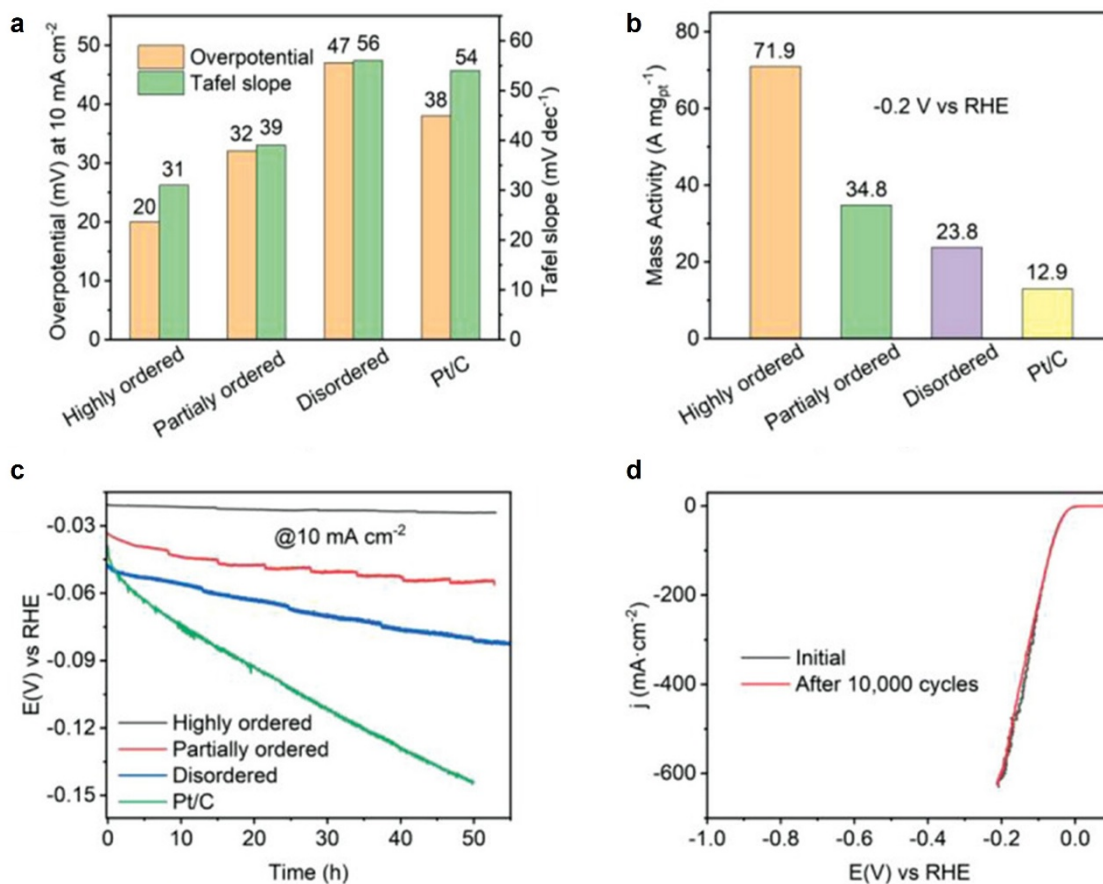 a
Overpotential (mV) at 10 mA cm⁻²
50
40
30
20
10
0
Overpotential
Tafel slope
20
31
32
39
47
56
38
54
60
50
40
30
20
10
0
Tafel slope (mV dec⁻¹)
Highly ordered
Partialy ordered
Disordered
Pt/C
b
Mass Activity (A mgₚₜ⁻¹)
80
60
40
20
0
71.9
34.8
23.8
12.9
-0.2 V vs RHE
Highly ordered
Partialy ordered
Disordered
Pt/C
c
E(V) vs RHE
-0.03
-0.06
-0.09
-0.12
-0.15
@10 mA cm⁻²
Highly ordered
Partially ordered
Disordered
Pt/C
0 10 20 30 40 50
Time (h)
d
j (mA·cm⁻²)
0
-200
-400
-600
Initial
After 10,000 cycles
-1.0 -0.8 -0.6 -0.4 -0.2 0.0
E(V) vs RHE